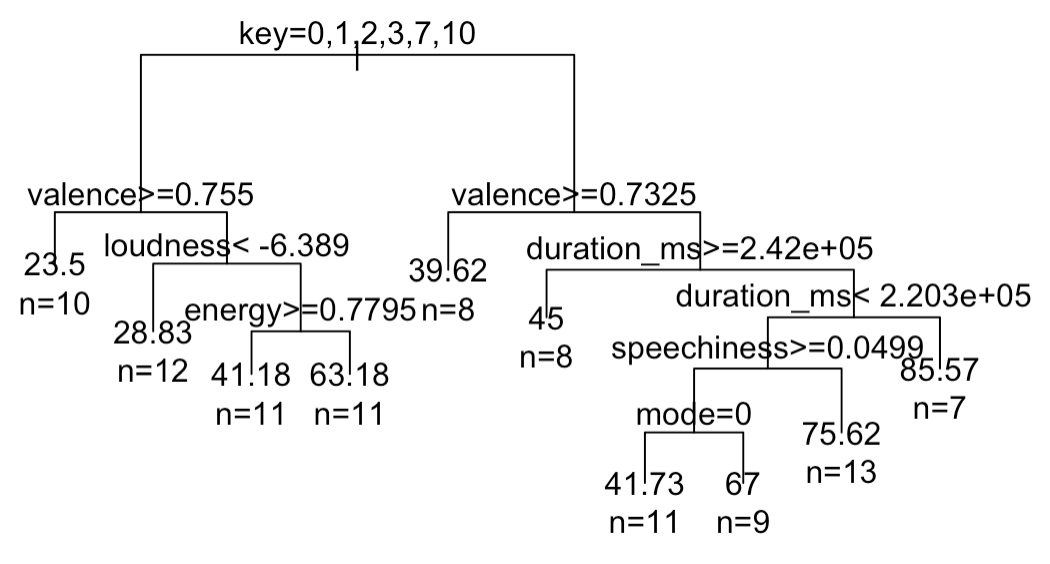 key=0,1,2,3,7,10
valence>=0.755
valence>=0.7325
loudness< -6.389
duration_ms>=2.42e+05
23.5
n=10
39.62
n=8
duration_ms< 2.203e+05
energy>=0.7795
28.83
n=12
45
n=8
speechiness>=0.0499
41.18
n=11
63.18
n=11
85.57
n=7
mode=0
75.62
n=13
41.73
n=11
67
n=9